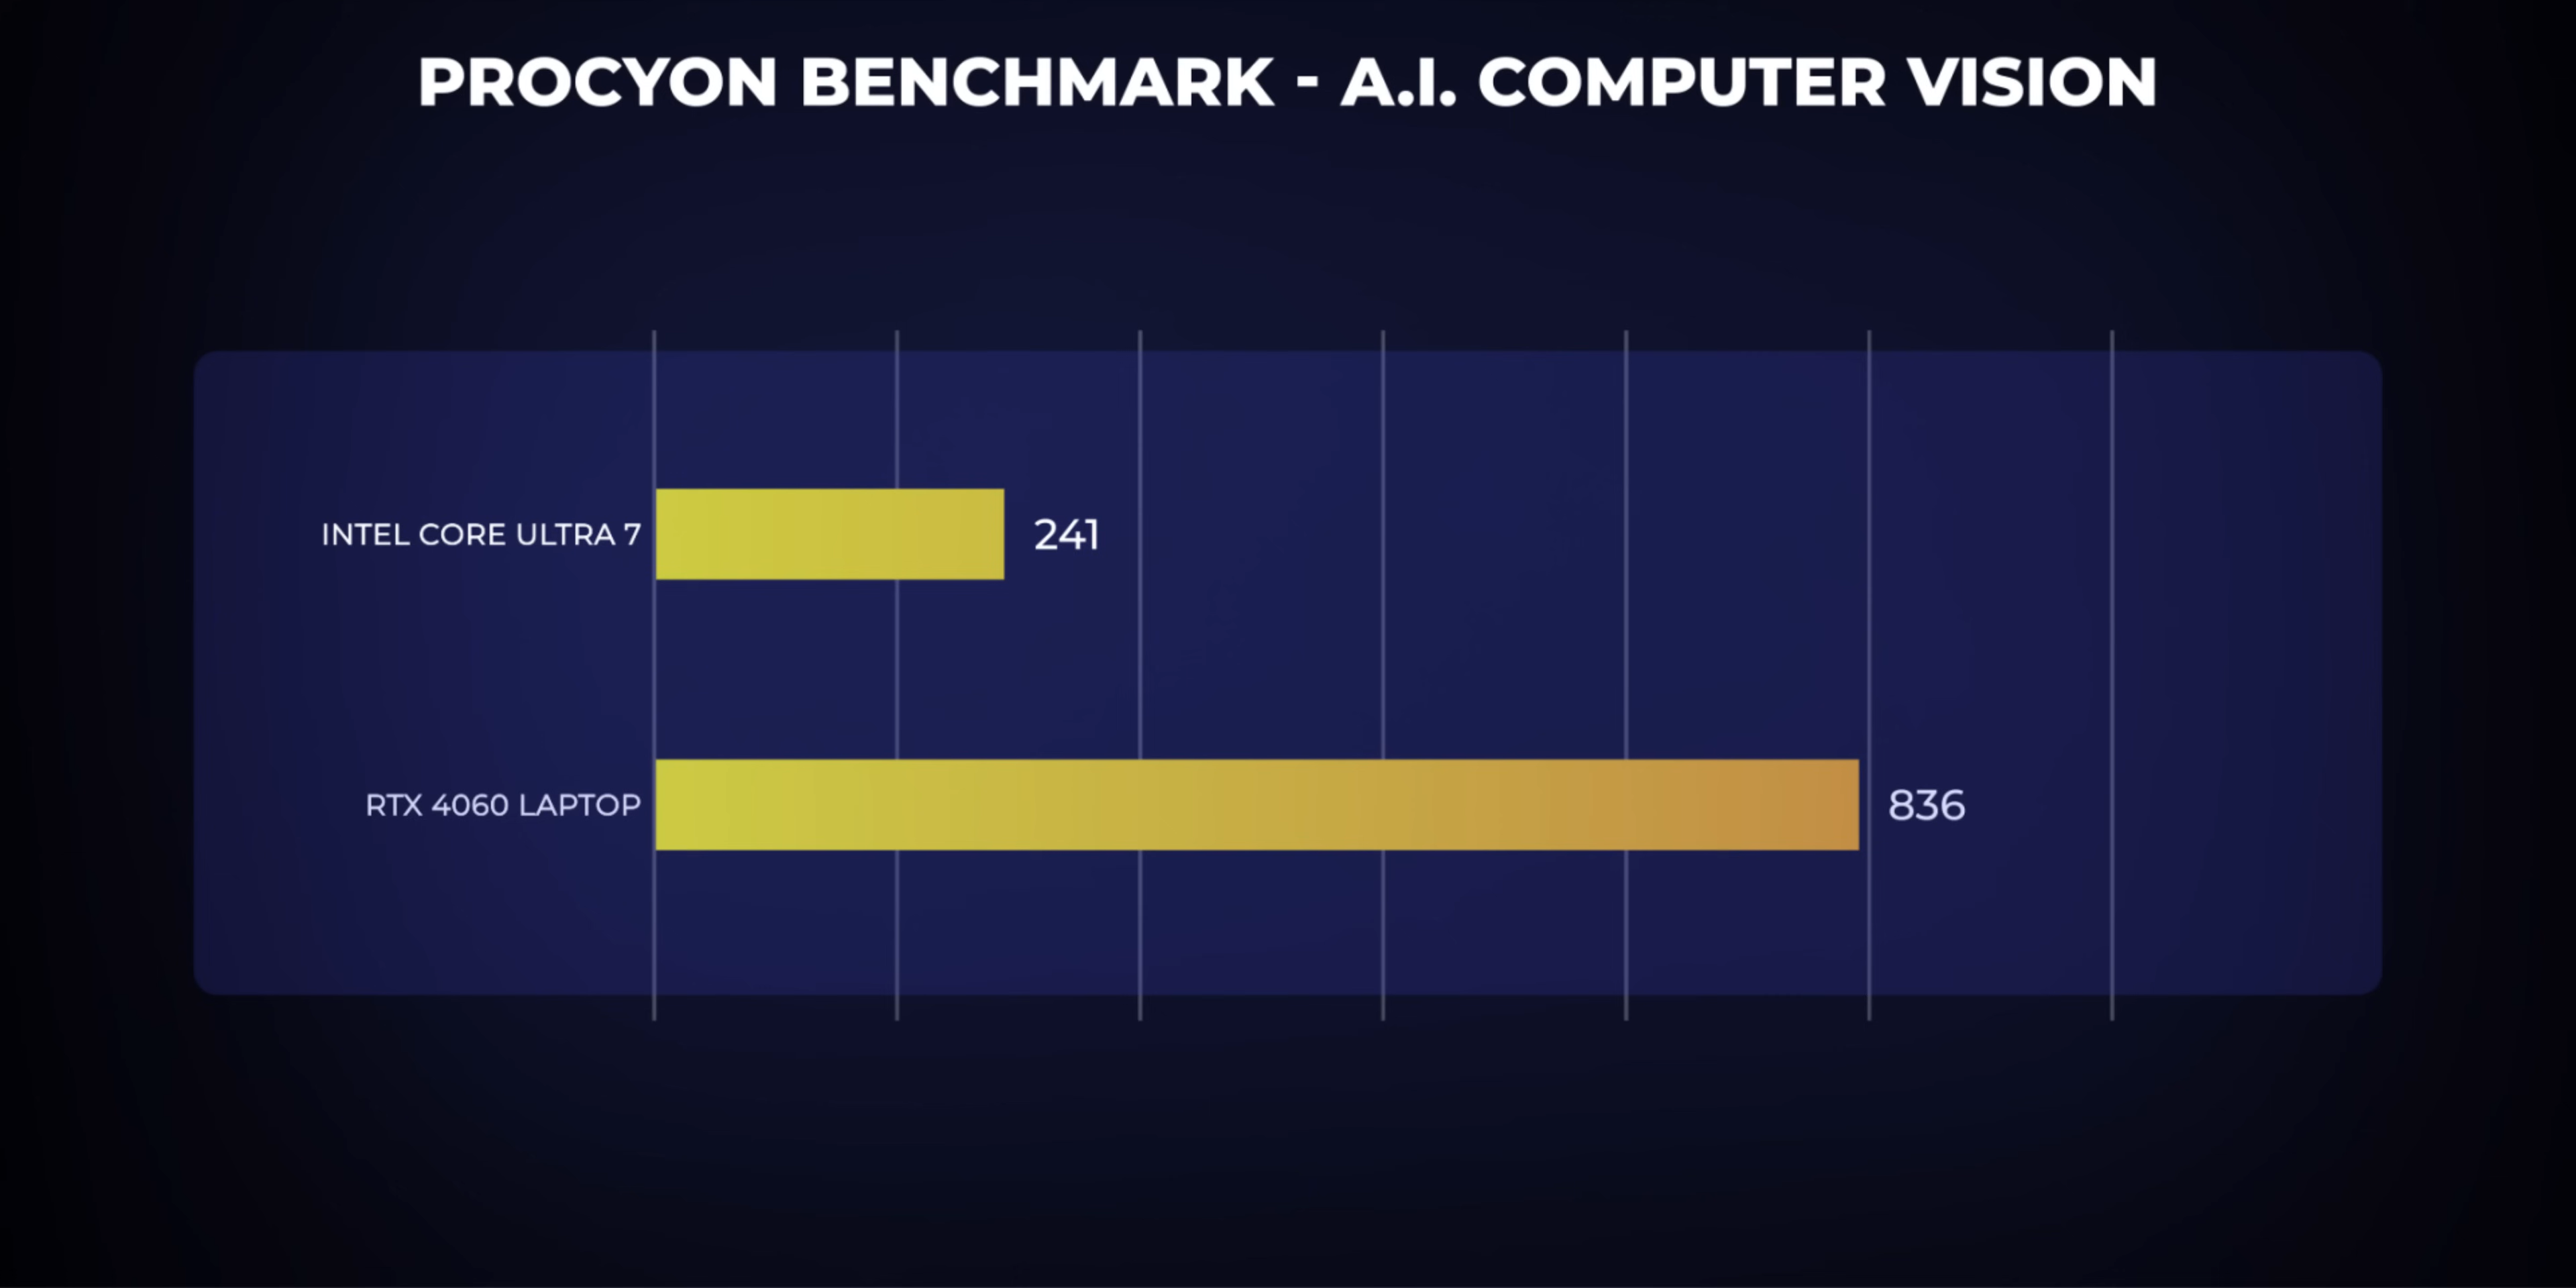 PROCYON BENCHMARK - A.I. COMPUTER VISION
INTEL CORE ULTRA 7 241
RTX 4060 LAPTOP 836